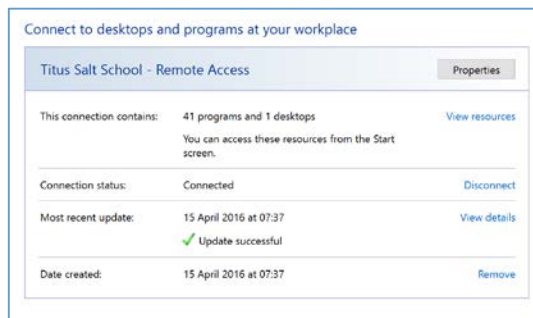 Connect to desktops and programs at your workplace
Titus Salt School - Remote Access
Properties
This connection contains: 41 programs and 1 desktops View resources
You can access these resources from the Start
screen.
Connection status: Connected Disconnect
Most recent update: 15 April 2016 at 07:37 View details
Update successful
Date created: 15 April 2016 at 07:37 Remove